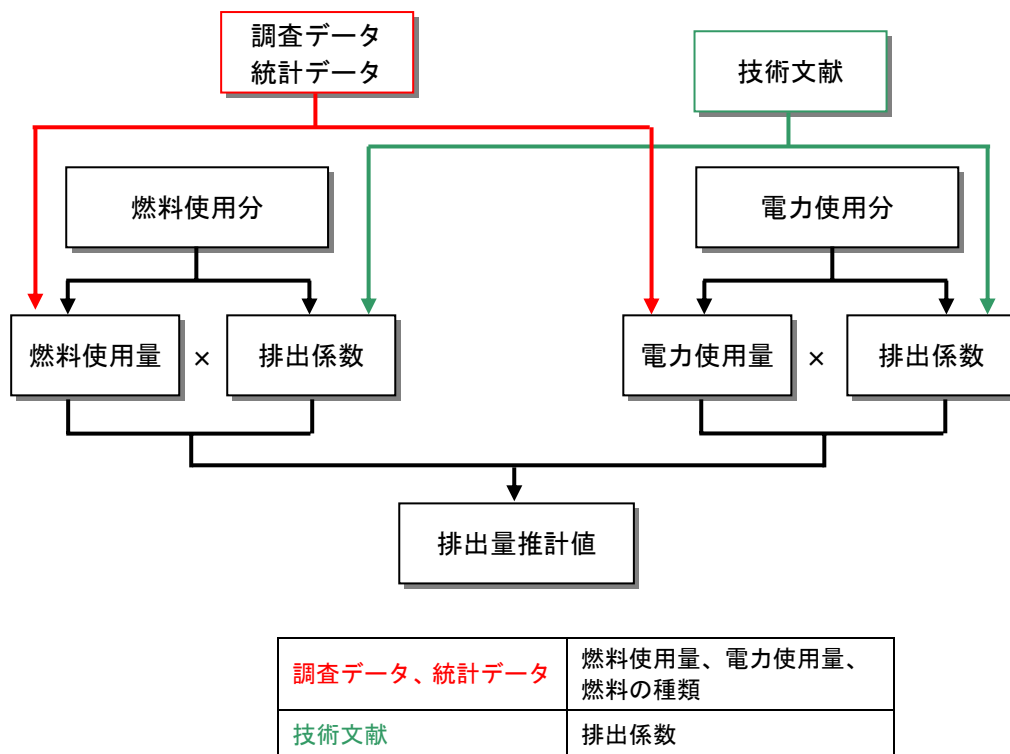 調査データ
統計データ
技術文献
燃料使用分
電力使用分
燃料使用量 × 排出係数
電力使用量 × 排出係数
排出量推計値
調査データ、統計データ
燃料使用量、電力使用量、
燃料の種類
技術文献
排出係数